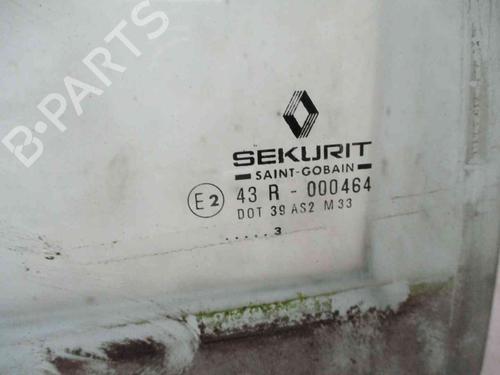 B-PARTS
SEKURIT
SAINT-GOBAIN
E2 43 R - 000464
DOT 39 AS2 M33
..... 3